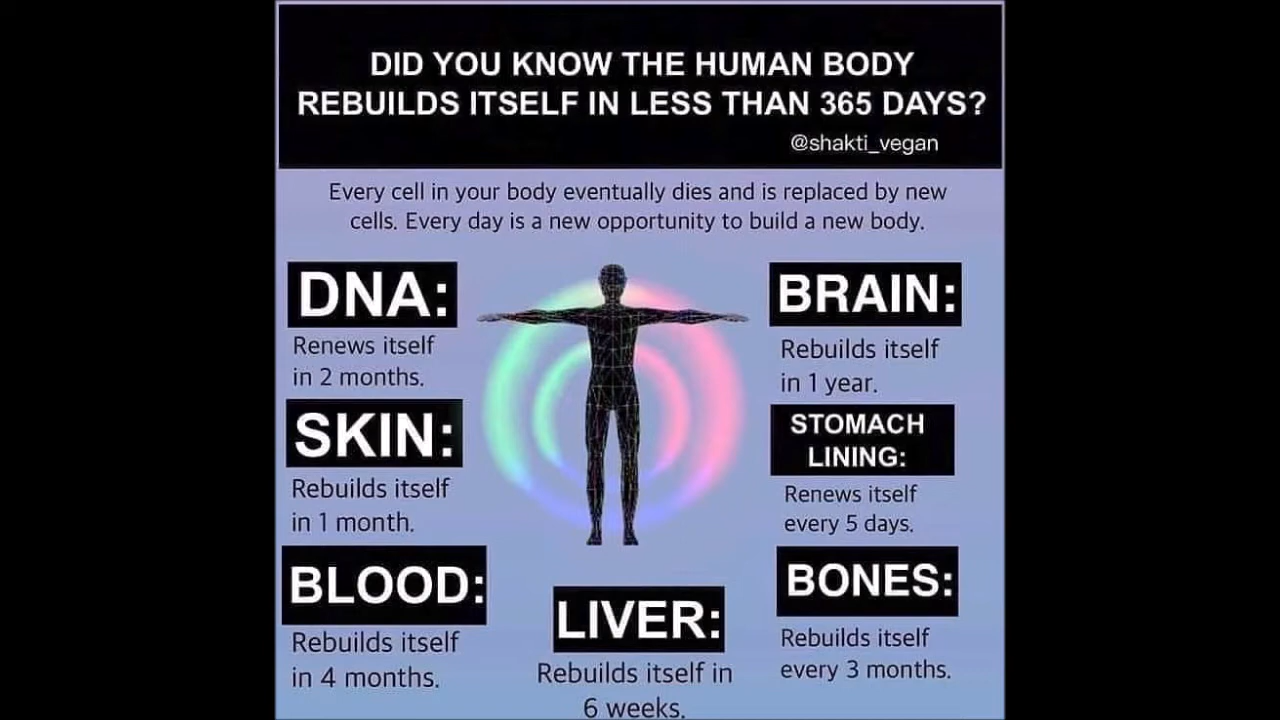 DID YOU KNOW THE HUMAN BODY
REBUILDS ITSELF IN LESS THAN 365 DAYS?
@shakti_vegan
Every cell in your body eventually dies and is replaced by new
cells. Every day is a new opportunity to build a new body.
DNA:
Renews itself
in 2 months.
SKIN:
Rebuilds itself
in 1 month.
BLOOD:
Rebuilds itself
in 4 months.
LIVER:
Rebuilds itself in
6 weeks.
BRAIN:
Rebuilds itself
in 1 year.
STOMACH
LINING:
Renews itself
every 5 days.
BONES:
Rebuilds itself
every 3 months.